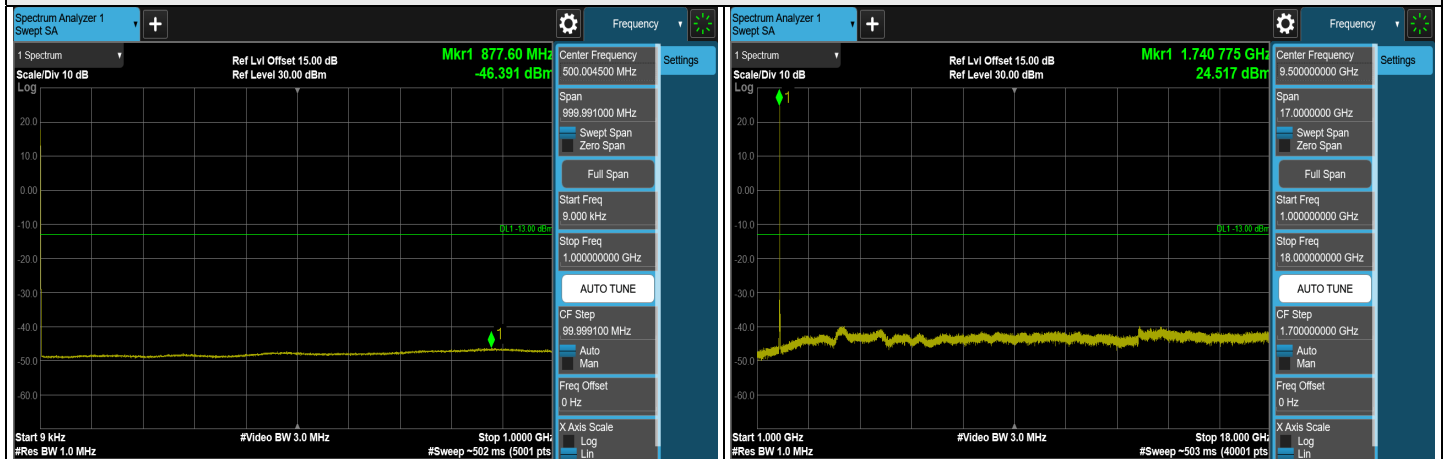 Spectrum Analyzer 1
Swept SA
+
Frequency
1 Spectrum
Scale/Div 10 dB
Log
Ref Lvl Offset 15.00 dB
Ref Level 30.00 dBm
Mkr1 877.60 MHz
-46.391 dBm
20.0
10.0
0.00
-10.0
-20.0
-30.0
-40.0
-50.0
-60.0
DL1 -13.00 dBm
1
Start 9 kHz
#Res BW 1.0 MHz
#Video BW 3.0 MHz
Stop 1.0000 GHz
#Sweep ~502 ms (5001 pts
Center Frequency
500.004500 MHz
Settings
Span
999.991000 MHz
Swept Span
Zero Span
Full Span
Start Freq
9.000 kHz
Stop Freq
1.000000000 GHz
AUTO TUNE
CF Step
99.999100 MHz
Auto
Man
Freq Offset
0 Hz
X Axis Scale
Log
Lin
Spectrum Analyzer 1
Swept SA
+
Frequency
1 Spectrum
Scale/Div 10 dB
Log
Ref Lvl Offset 15.00 dB
Ref Level 30.00 dBm
Mkr1 1.740 775 GHz
24.517 dBm
1
20.0
10.0
0.00
-10.0
-20.0
-30.0
-40.0
-50.0
-60.0
DL1 -13.00 dBm
Start 1.000 GHz
#Res BW 1.0 MHz
#Video BW 3.0 MHz
Stop 18.000 GHz
#Sweep ~503 ms (40001 pts
Center Frequency
9.500000000 GHz
Settings
Span
17.0000000 GHz
Swept Span
Zero Span
Full Span
Start Freq
1.000000000 GHz
Stop Freq
18.000000000 GHz
AUTO TUNE
CF Step
1.700000000 GHz
Auto
Man
Freq Offset
0 Hz
X Axis Scale
Log
Lin